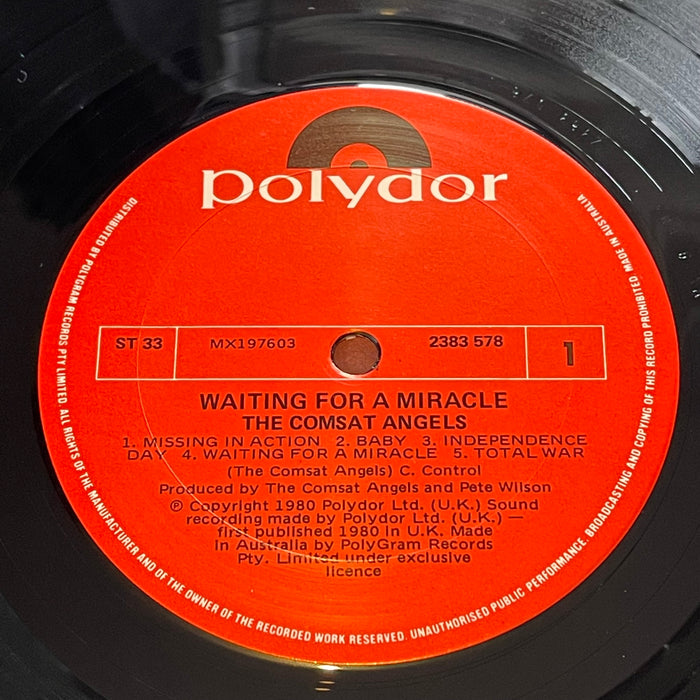 polydor
ST 33
MX197603
2383 578
1
WAITING FOR A MIRACLE
THE COMSAT ANGELS
1. MISSING IN ACTION 2. BABY 3. INDEPENDENCE
DAY 4. WAITING FOR A MIRACLE 5. TOTAL WAR
(The Comsat Angels) C. Control
Produced by The Comsat Angels and Pete Wilson
Ⓟ Copyright 1980 Polydor Ltd. (U.K.) Sound
recording made by Polydor Ltd. (U.K.) —
first published 1980 in U.K. Made
in Australia by PolyGram Records
Pty. Limited under exclusive
licence
DISTRIBUTED BY POLYGRAM RECORDS PTY LIMITED. ALL RIGHTS OF THE MANUFACTURER AND OF THE OWNER OF THE RECORDED WORK RESERVED. UNAUTHORISED PUBLIC PERFORMANCE, BROADCASTING AND COPYING OF THIS RECORD PROHIBITED. MADE IN AUSTRALIA